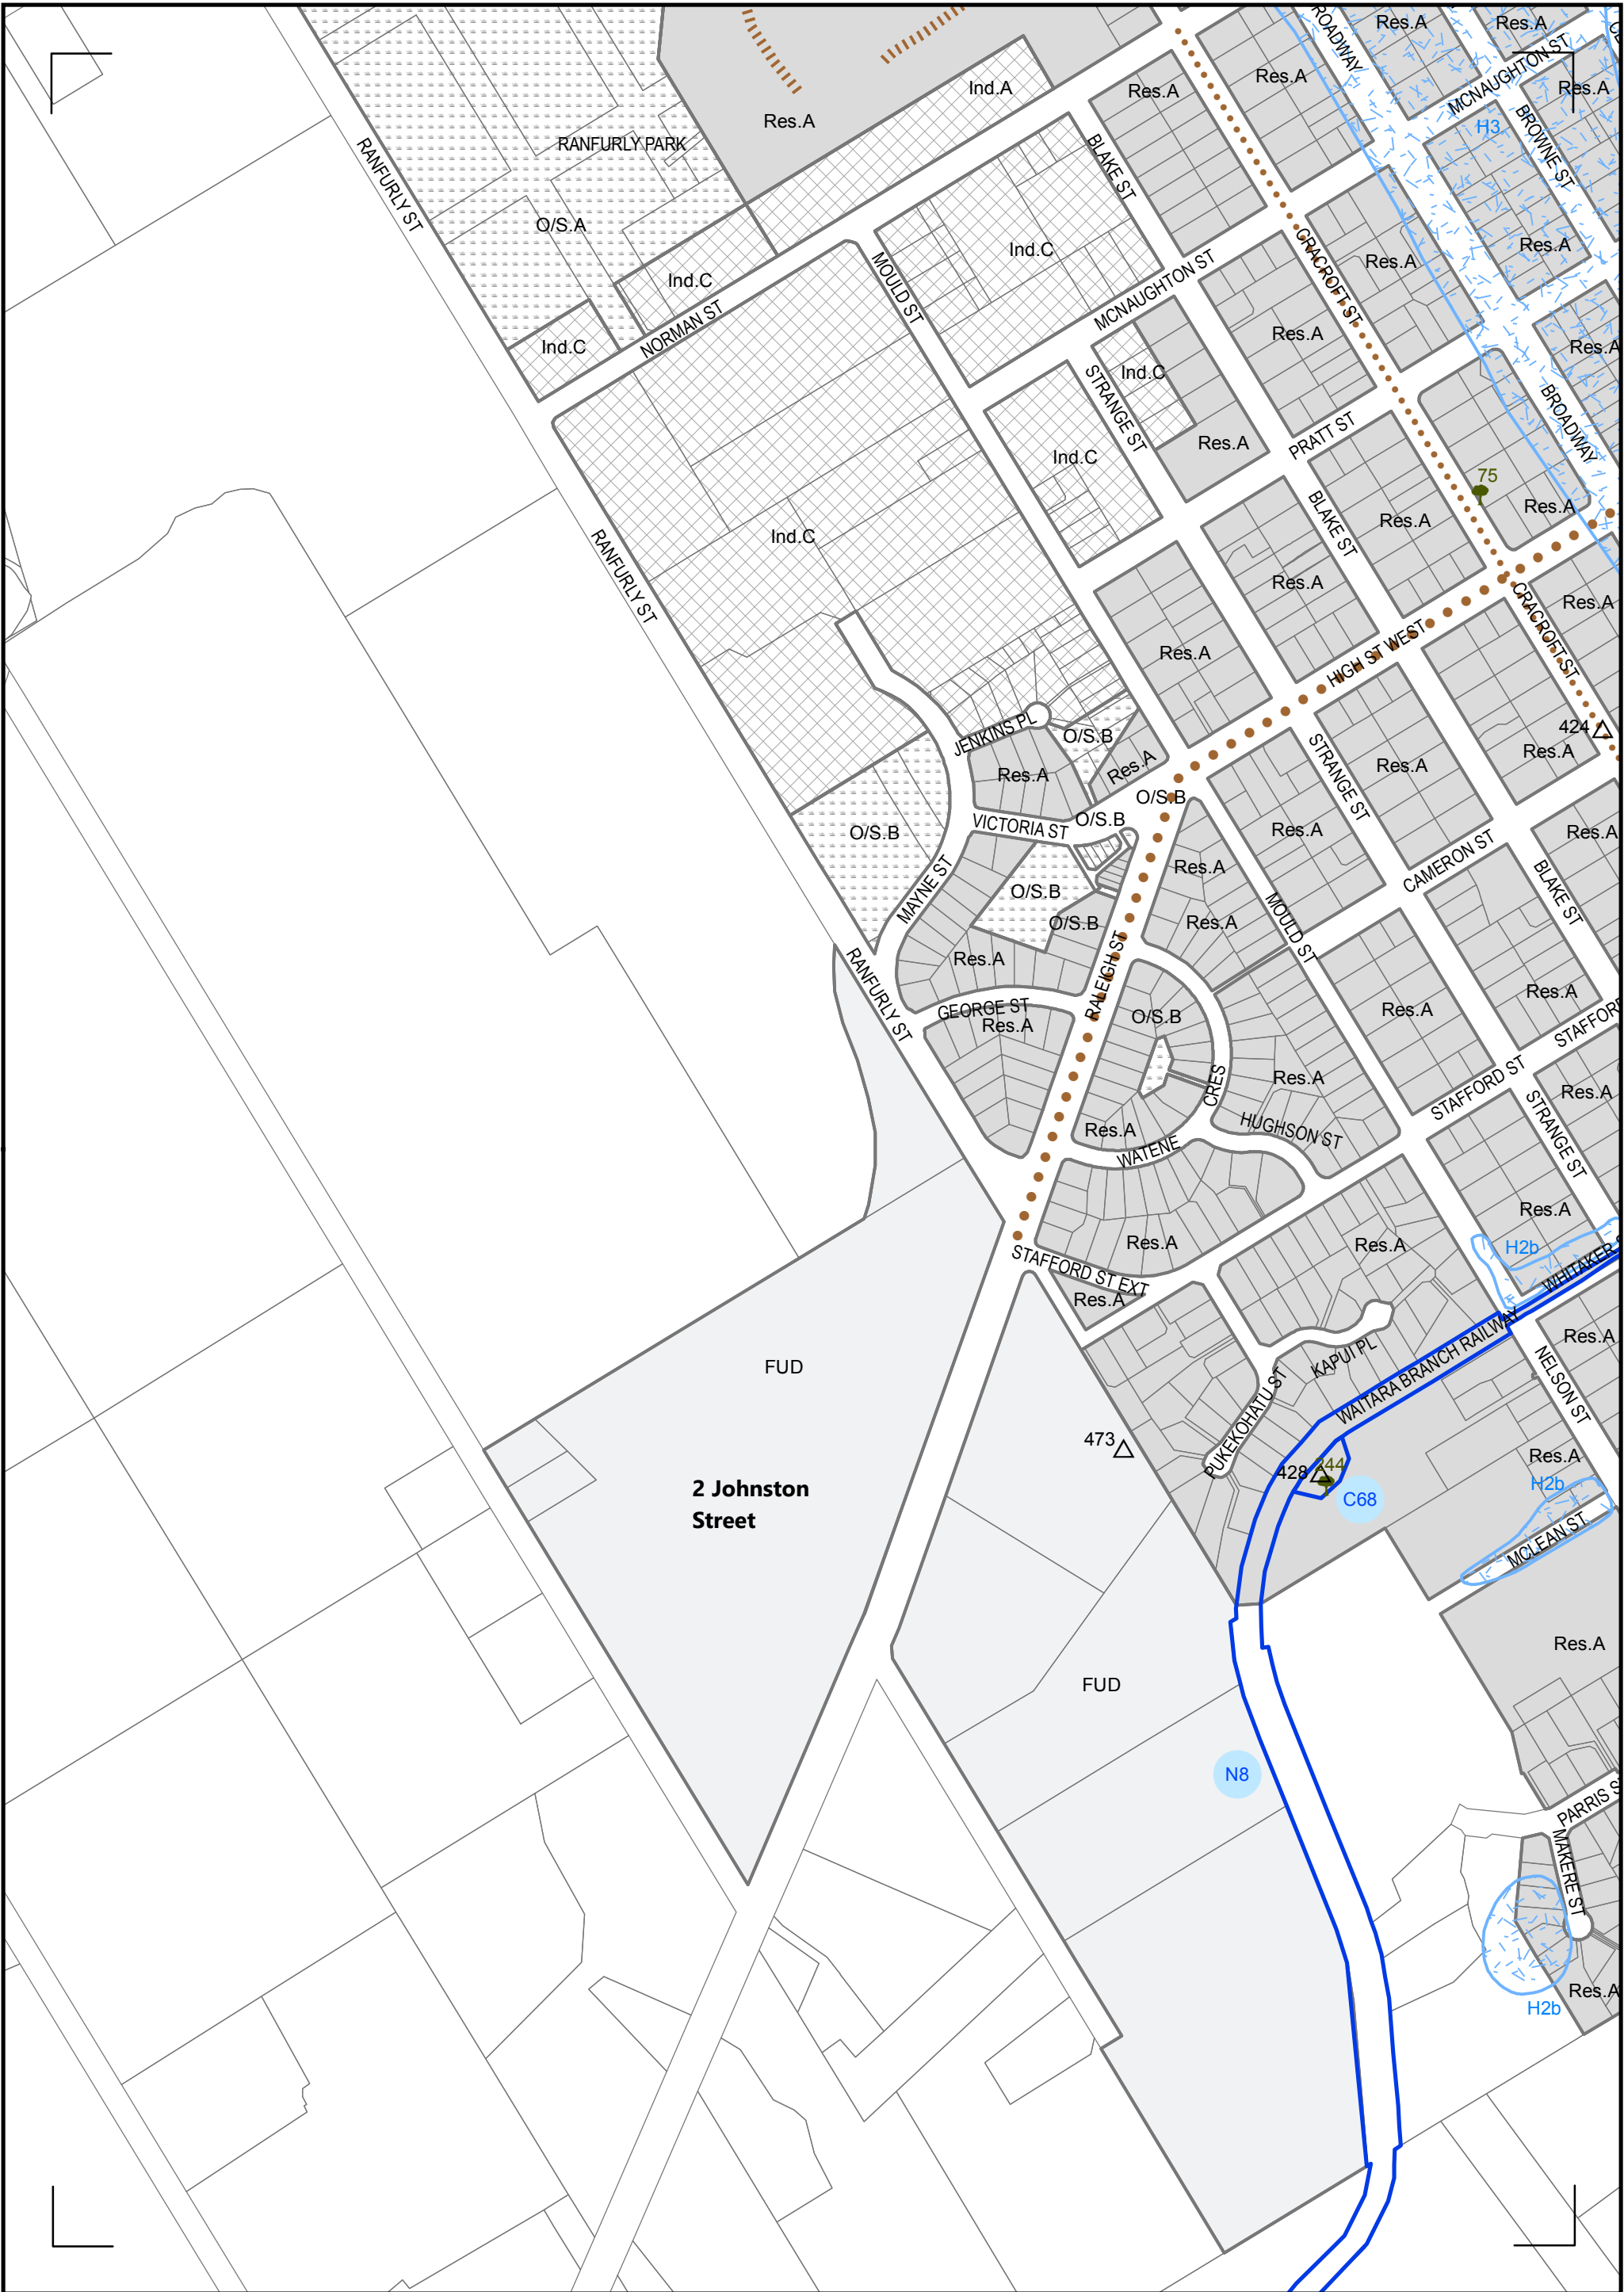 ROADWAY
Res.A
Res.A
MCNAUGHTON ST
Res.A
Ind.A
Res.A
Res.A
Res.A
H3
BROWNE ST
RANFURLY PARK
RANFURLY ST
BLAKE ST
O/S.A
Ind.C
Res.A
CRACROFT ST
Res.A
Ind.C
MOULD ST
MCNAUGHTON ST
NORMAN ST
Ind.C
Res.A
Res.A
Ind.C
STRANGE ST
BROADWAY
PRATT ST
Res.A
Ind.C
75
Res.A
Res.A
BLAKE ST
Ind.C
RANFURLY ST
Res.A
CRACROFT ST
Res.A
HIGH ST WEST
Res.A
JENKINS PL
O/S.B
424
Res.A
STRANGE ST
Res.A
Res.A
Res.A
O/S.B
O/S.B
VICTORIA ST
O/S.B
Res.A
Res.A
Res.A
CAMERON ST
BLAKE ST
MAYNE ST
O/S.B
O/S.B
Res.A
MOULD ST
Res.A
RALEIGH ST
RANFURLY ST
Res.A
GEORGE ST
Res.A
O/S.B
Res.A
STAFFORD
STAFFORD ST
CRES
Res.A
Res.A
STRANGE ST
Res.A
HUGHSON ST
WATENE
Res.A
Res.A
Res.A
H2b
WHITAKER S
STAFFORD ST EXT
Res.A
Res.A
FUD
KAPUI PL
WAITARA BRANCH RAILWAY
NELSON ST
PUKEKOHATU ST
473
Res.A
428
244
H2b
C68
2 Johnston
Street
MCLEAN ST
Res.A
FUD
N8
PARRIS S
MAKERE ST
Res.A
H2b